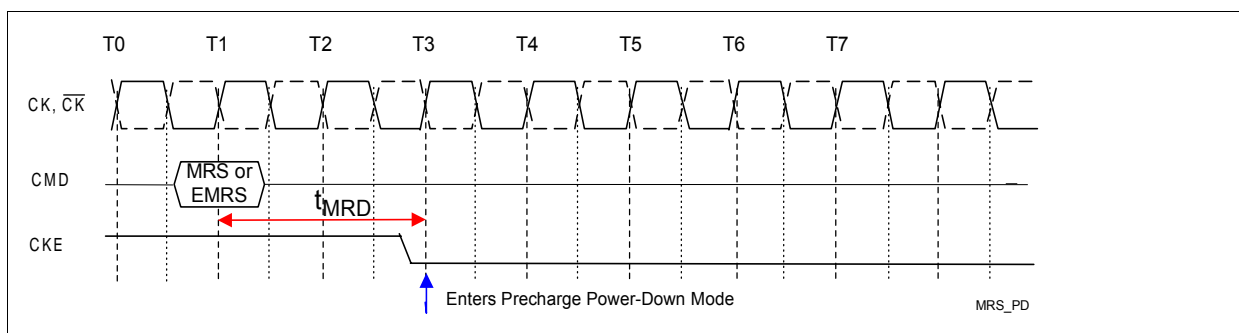 T0 T1 T2 T3 T4 T5 T6 T7
CK, CK
CMD
MRS or
EMRS
tMRD
CKE
Enters Precharge Power-Down Mode
MRS_PD